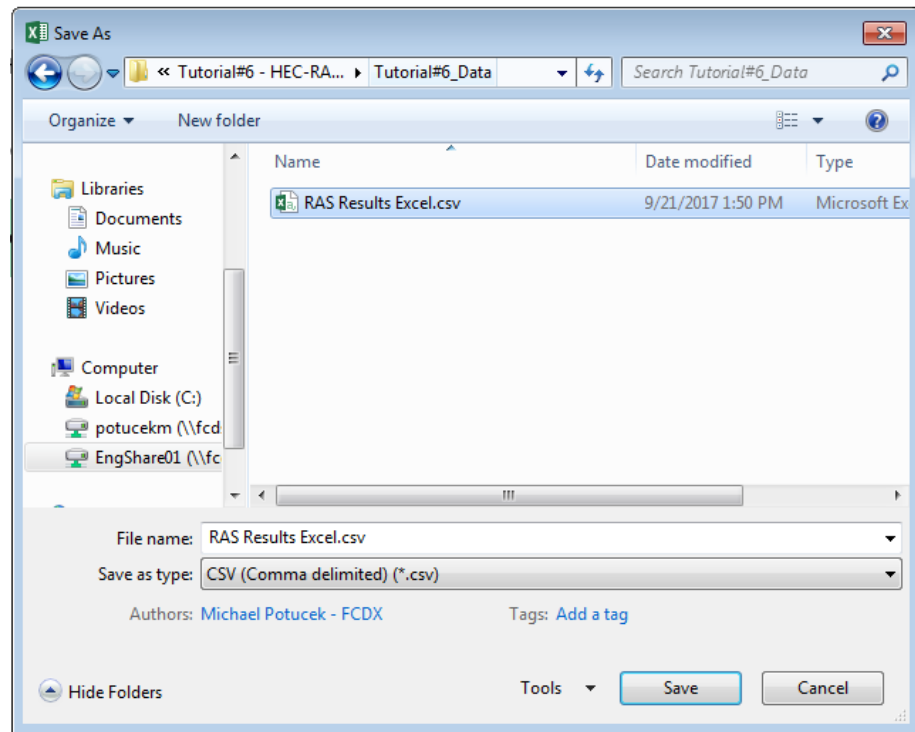 Save As
« Tutorial#6 - HEC-RA... Tutorial#6_Data
Search Tutorial#6_Data
Organize New folder
Name Date modified Type
RAS Results Excel.csv 9/21/2017 1:50 PM Microsoft Ex
Libraries
Documents
Music
Pictures
Videos
Computer
Local Disk (C:)
potucekm (\\fcd
EngShare01 (\\fc
File name: RAS Results Excel.csv
Save as type: CSV (Comma delimited) (*.csv)
Authors: Michael Potucek - FCDX Tags: Add a tag
Hide Folders Tools Save Cancel